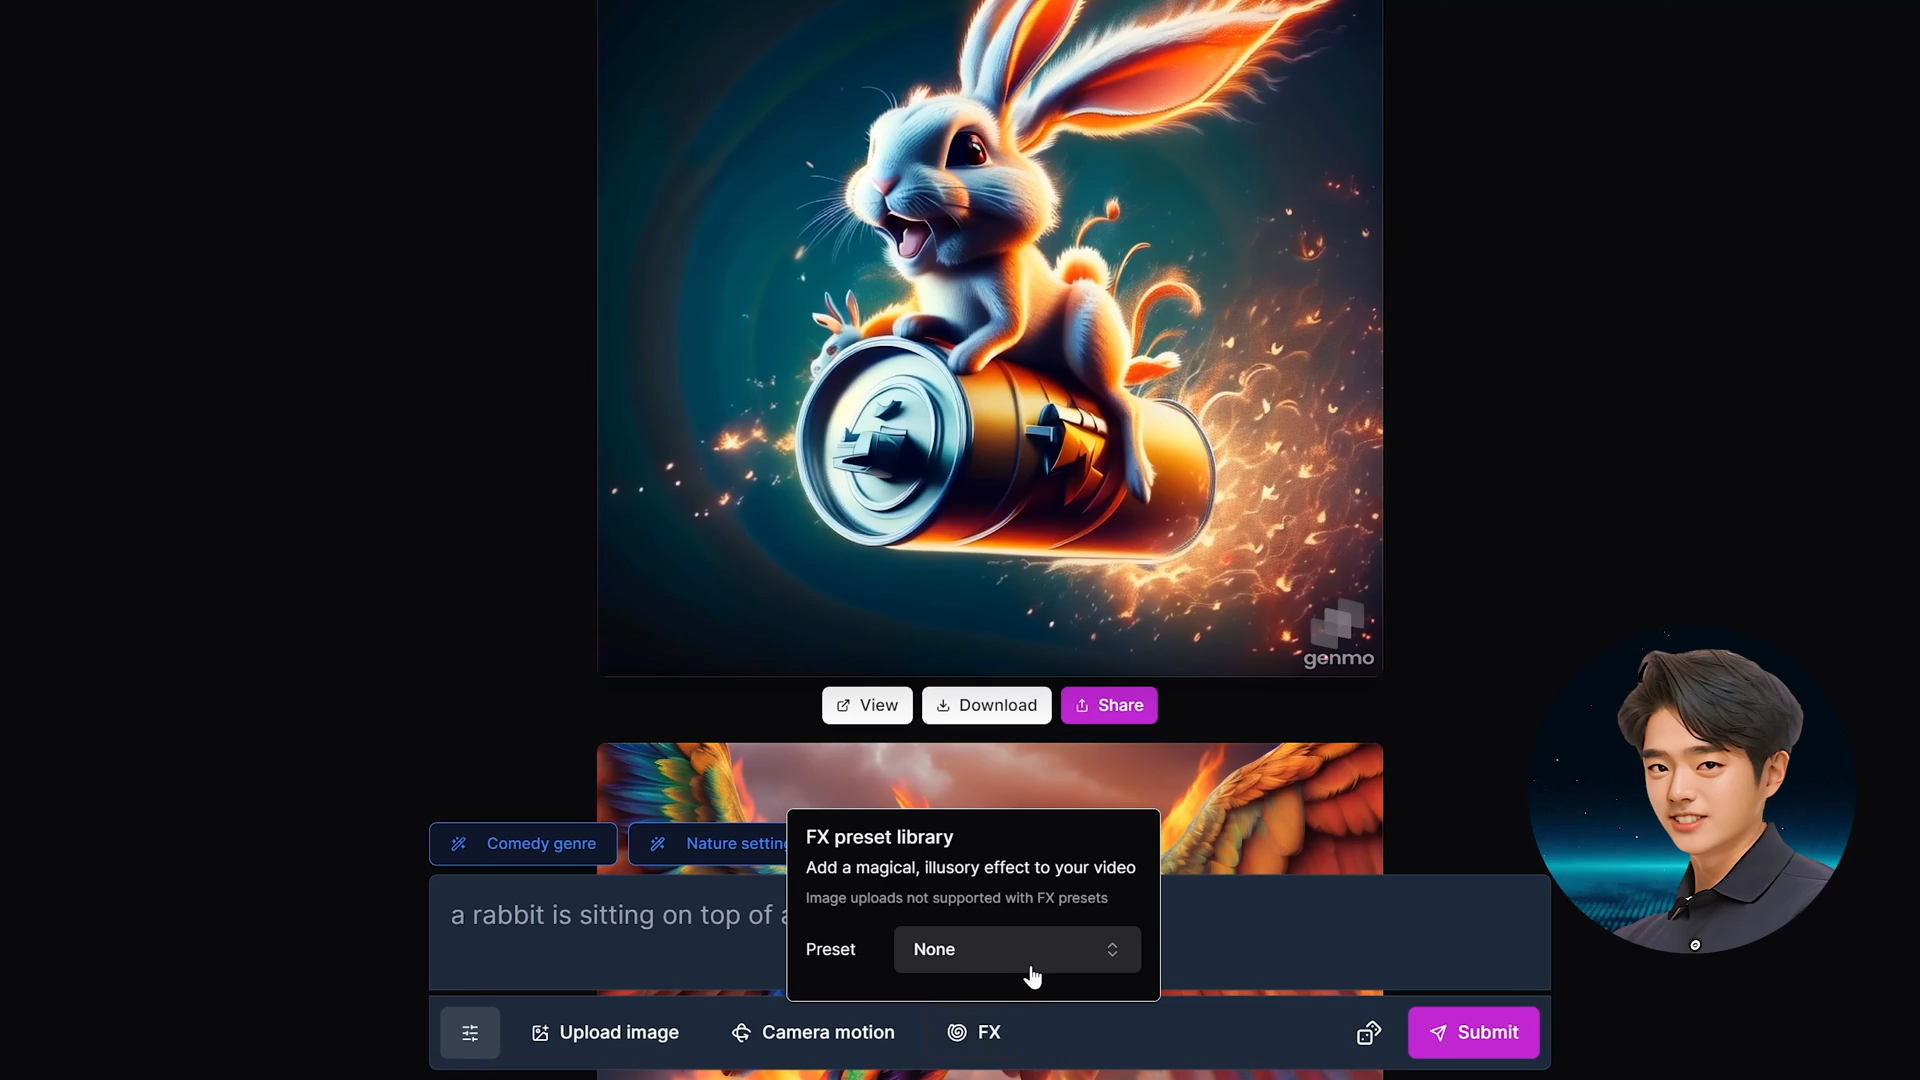 genmo
View
Download
Share
FX preset library
Add a magical, illusory effect to your video
Image uploads not supported with FX presets
Comedy genre
Nature setting
a rabbit is sitting on top of
Preset
None
Upload image
Camera motion
FX
Submit